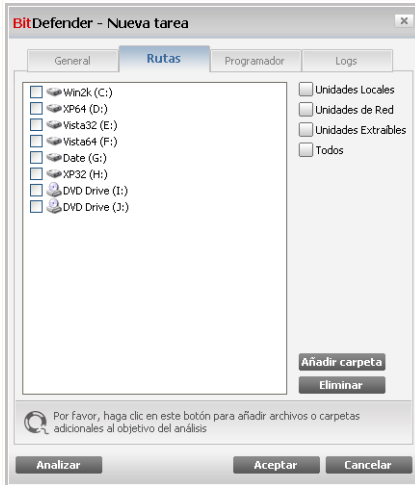 BitDefender - Nueva tarea
General
Rutas
Programador
Logs
Win2k (C:)
XP64 (D:)
Vista32 (E:)
Vista64 (F:)
Date (G:)
XP32 (H:)
DVD Drive (I:)
DVD Drive (J:)
Unidades Locales
Unidades de Red
Unidades Extraíbles
Todos
Añadir carpeta
Eliminar
Por favor, haga clic en este botón para añadir archivos o carpetas
adicionales al objetivo del análisis
Analizar
Aceptar
Cancelar